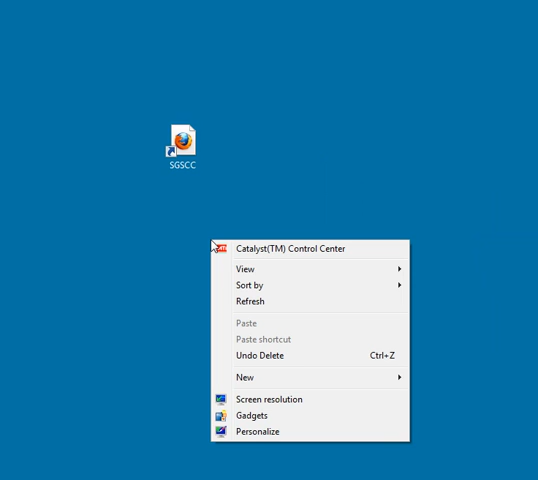 SGSCC
Catalyst(TM) Control Center
View
Sort by
Refresh
Paste
Paste shortcut
Undo Delete Ctrl+Z
New
Screen resolution
Gadgets
Personalize